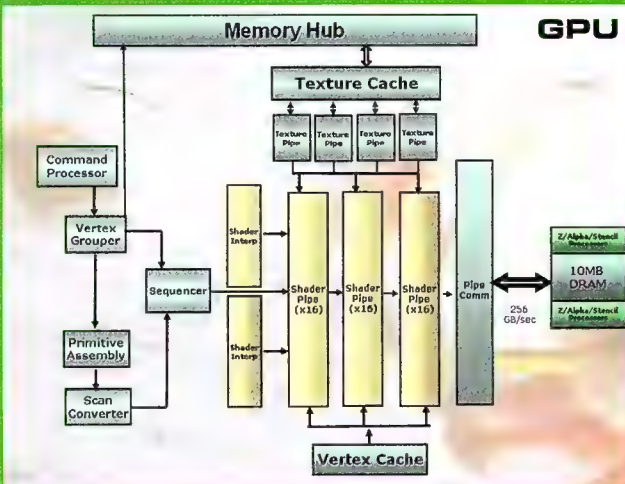 Memory Hub
GPU
Texture Cache
Texture
Pipe
Texture
Pipe
Texture
Pipe
Texture
Pipe
Command
Processor
Vertex
Grouper
Sequencer
Primitive
Assembly
Scan
Converter
Shader
Interp
Shader
Interp
Shader
Pipe
(x16)
Shader
Pipe
(x16)
Shader
Pipe
(x16)
Pipe
Comm
256
GB/sec
Z/Alpha/Stencil
Processors
10MB
DRAM
Z/Alpha/Stencil
Processors
Vertex Cache